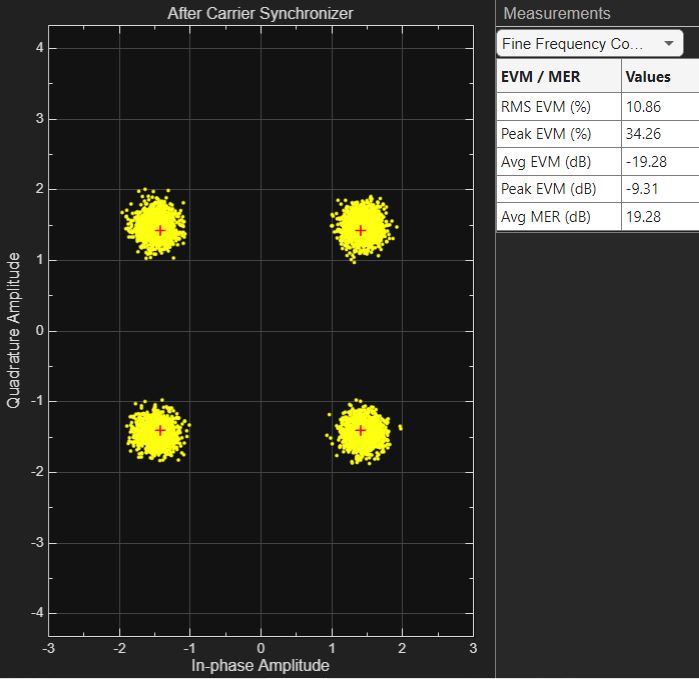 After Carrier Synchronizer
Measurements
Fine Frequency Co...
EVM / MER Values
RMS EVM (%) 10.86
Peak EVM (%) 34.26
Avg EVM (dB) -19.28
Peak EVM (dB) -9.31
Avg MER (dB) 19.28
Quadrature Amplitude
4
3
2
1
0
-1
-2
-3
-4
-3 -2 -1 0 1 2 3
In-phase Amplitude